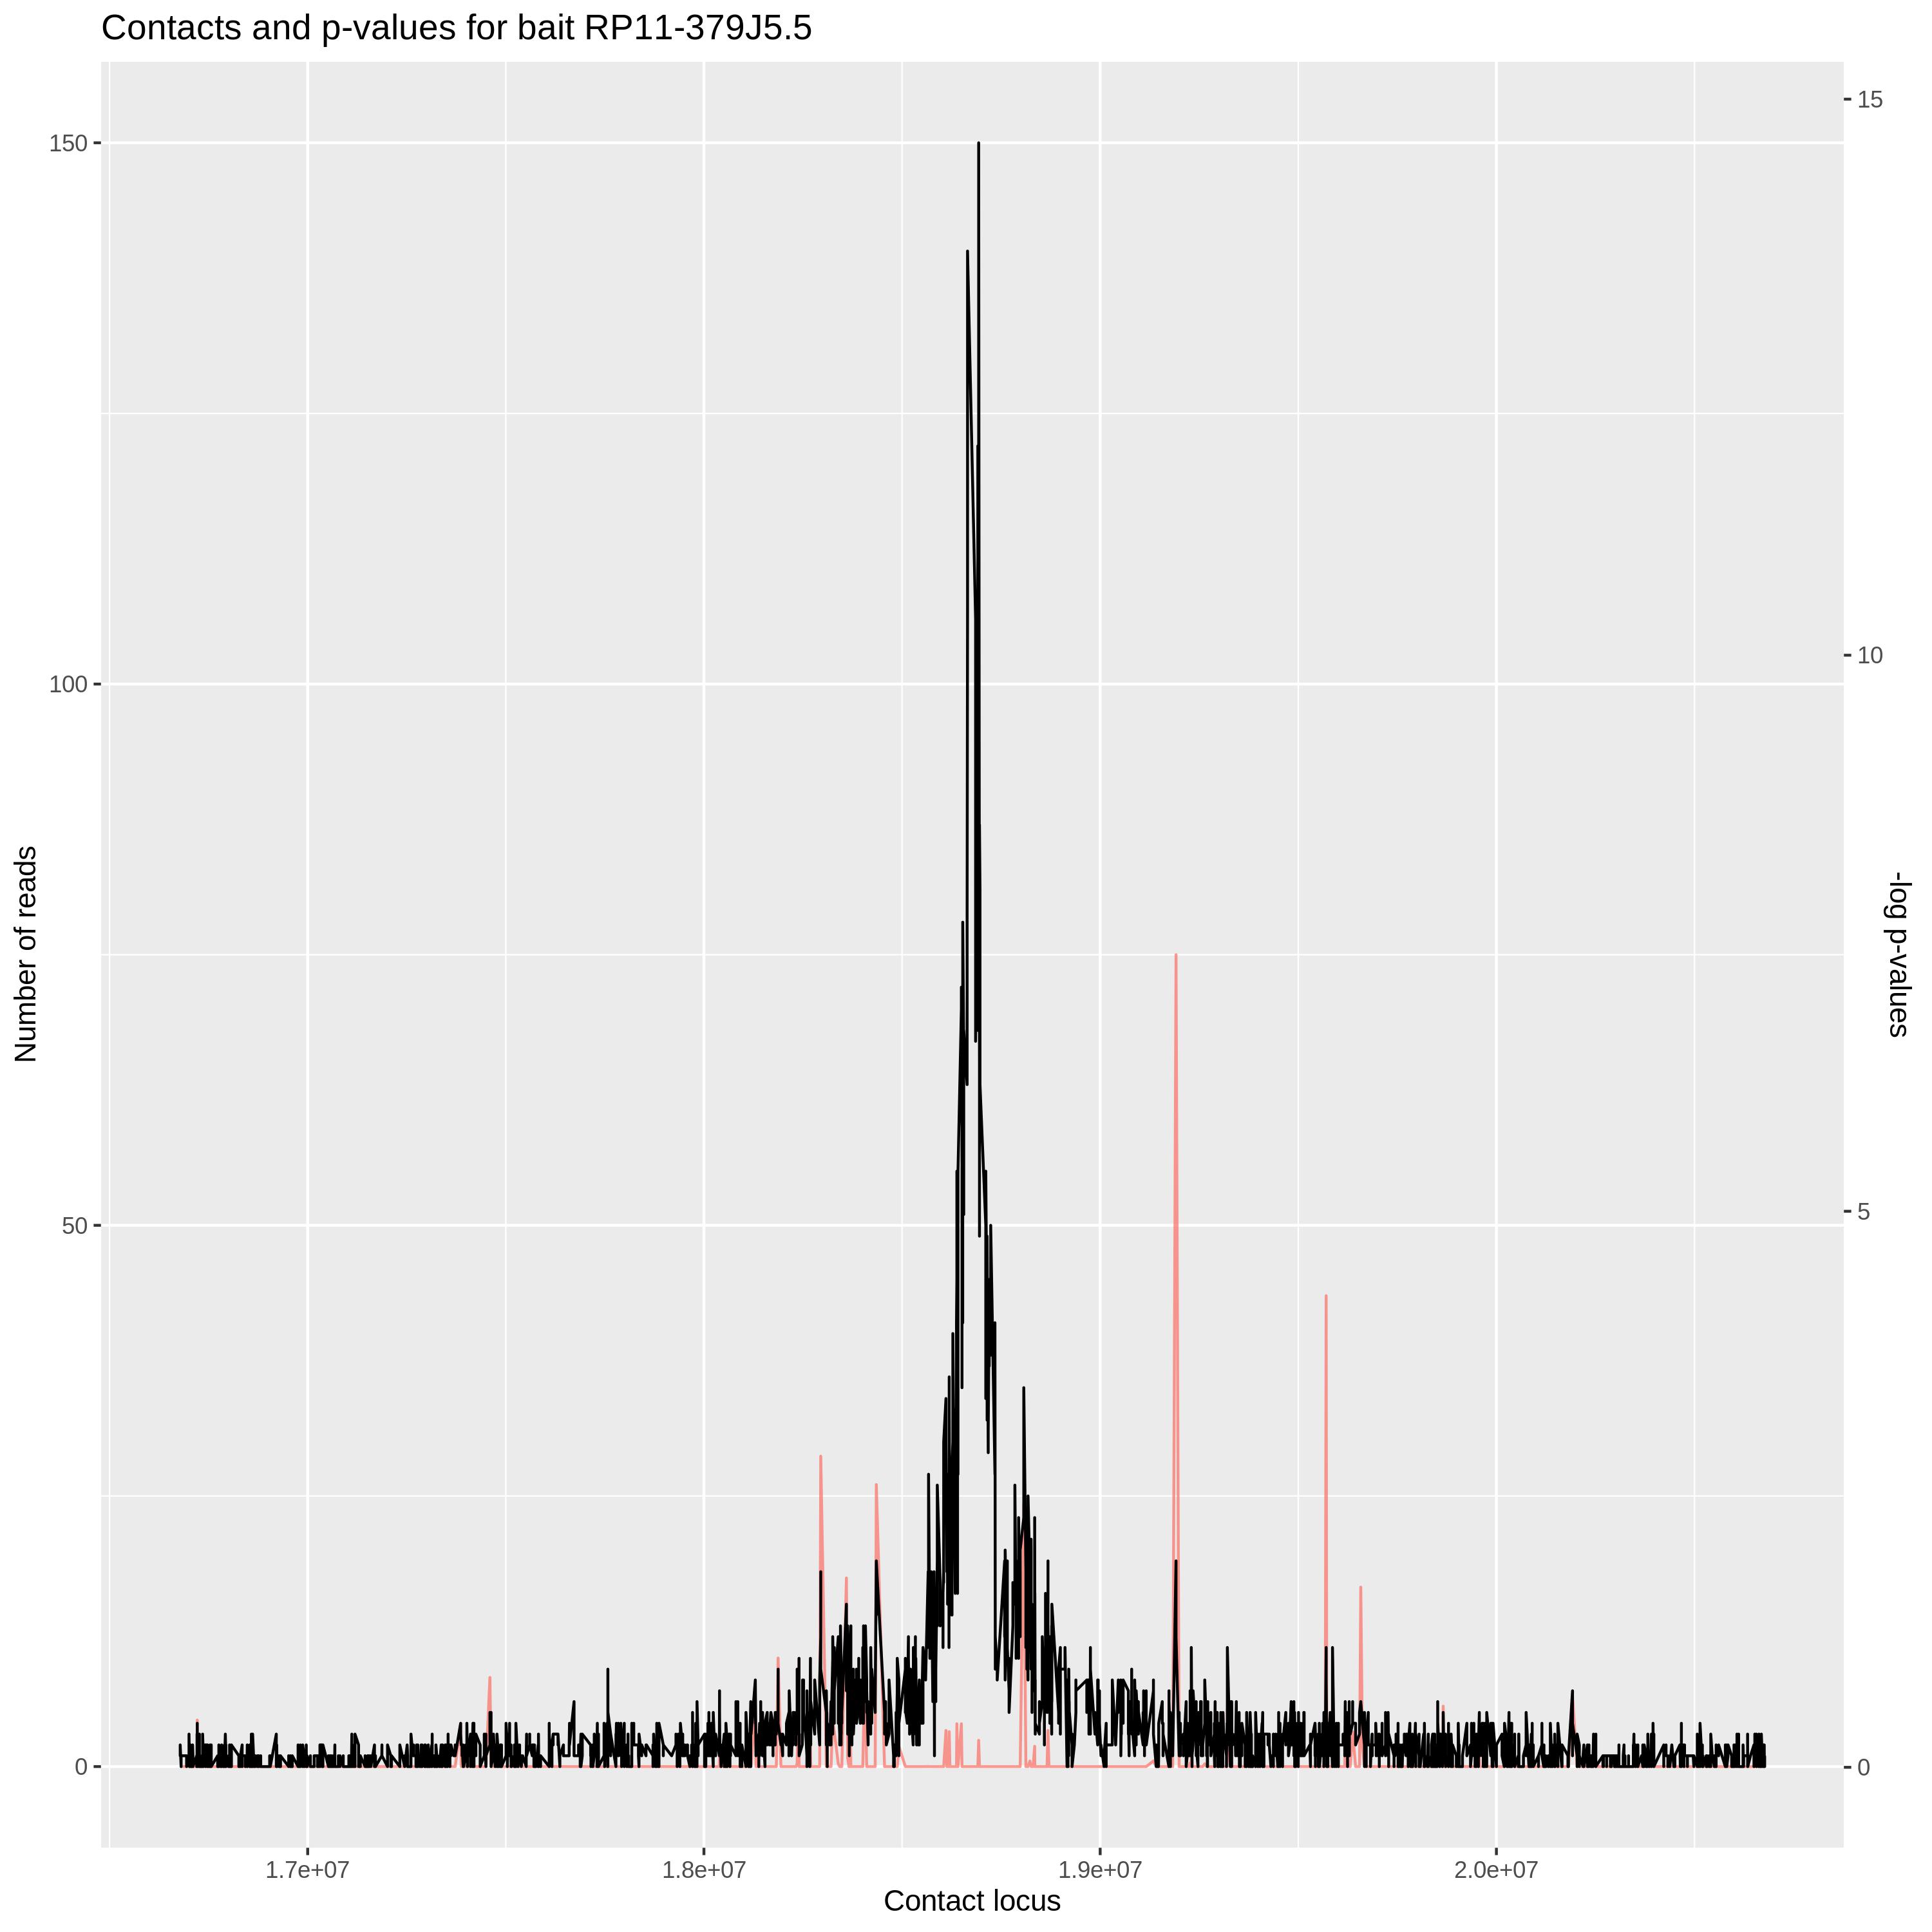 Contacts and p-values for bait RP11-379J5.5
150
100
50
0
Number of reads
15
10
5
0
-log p-values
1.7e+07
1.8e+07
1.9e+07
2.0e+07
Contact locus